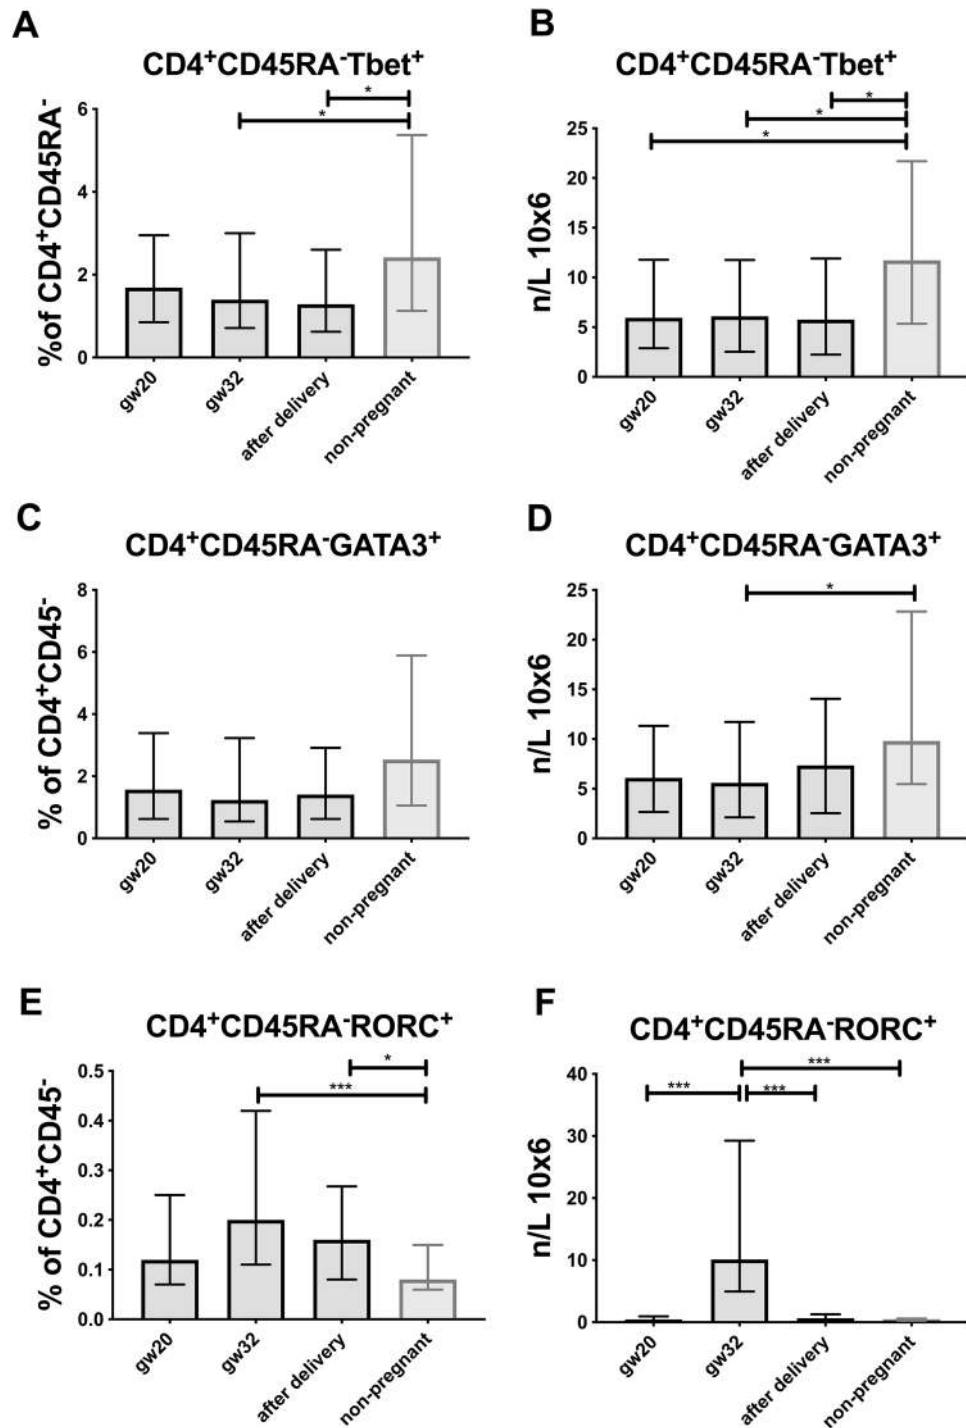 A
CD4⁺CD45RA⁻Tbet⁺
*
*
%of CD4⁺CD45RA⁻
6
4
2
0
gw20
gw32
after delivery
non-pregnant
B
CD4⁺CD45RA⁻Tbet⁺
*
*
*
n/L 10x6
25
20
15
10
5
0
gw20
gw32
after delivery
non-pregnant
C
CD4⁺CD45RA⁻GATA3⁺
% of CD4⁺CD45⁻
8
6
4
2
0
gw20
gw32
after delivery
non-pregnant
D
CD4⁺CD45RA⁻GATA3⁺
*
n/L 10x6
25
20
15
10
5
0
gw20
gw32
after delivery
non-pregnant
E
CD4⁺CD45RA⁻RORC⁺
*
***
% of CD4⁺CD45⁻
0.5
0.4
0.3
0.2
0.1
0.0
gw20
gw32
after delivery
non-pregnant
F
CD4⁺CD45RA⁻RORC⁺
***
*** ***
n/L 10x6
40
30
20
10
0
gw20
gw32
after delivery
non-pregnant